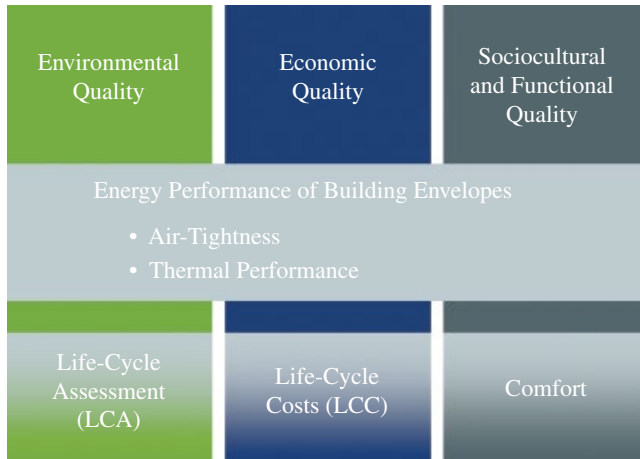 Environmental
Quality
Economic
Quality
Sociocultural
and Functional
Quality
Energy Performance of Building Envelopes
• Air-Tightness
• Thermal Performance
Life-Cycle
Assessment
(LCA)
Life-Cycle
Costs (LCC)
Comfort